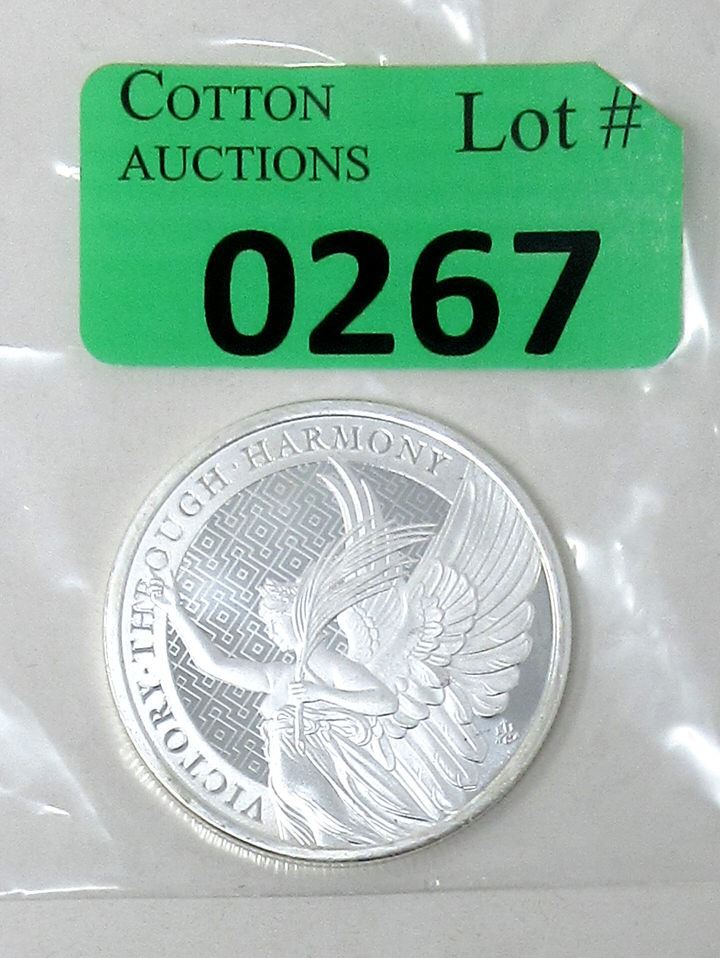 COTTON
AUCTIONS
Lot #
0267
VICTORY · THROUGH · HARMONY